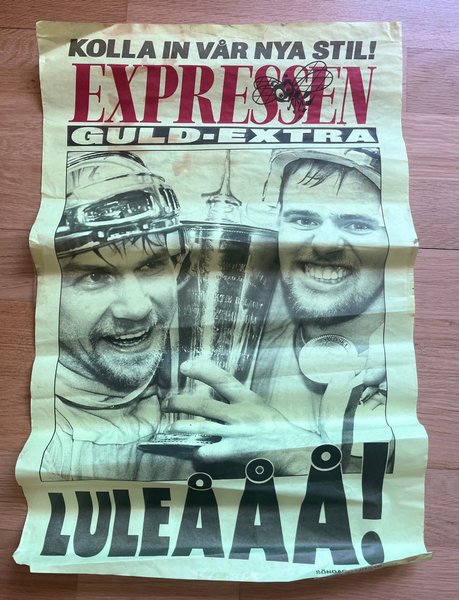 KOLLA IN VÅR NYA STIL!
EXPRESSEN
GULD-EXTRA
LULEÅÅÅ!